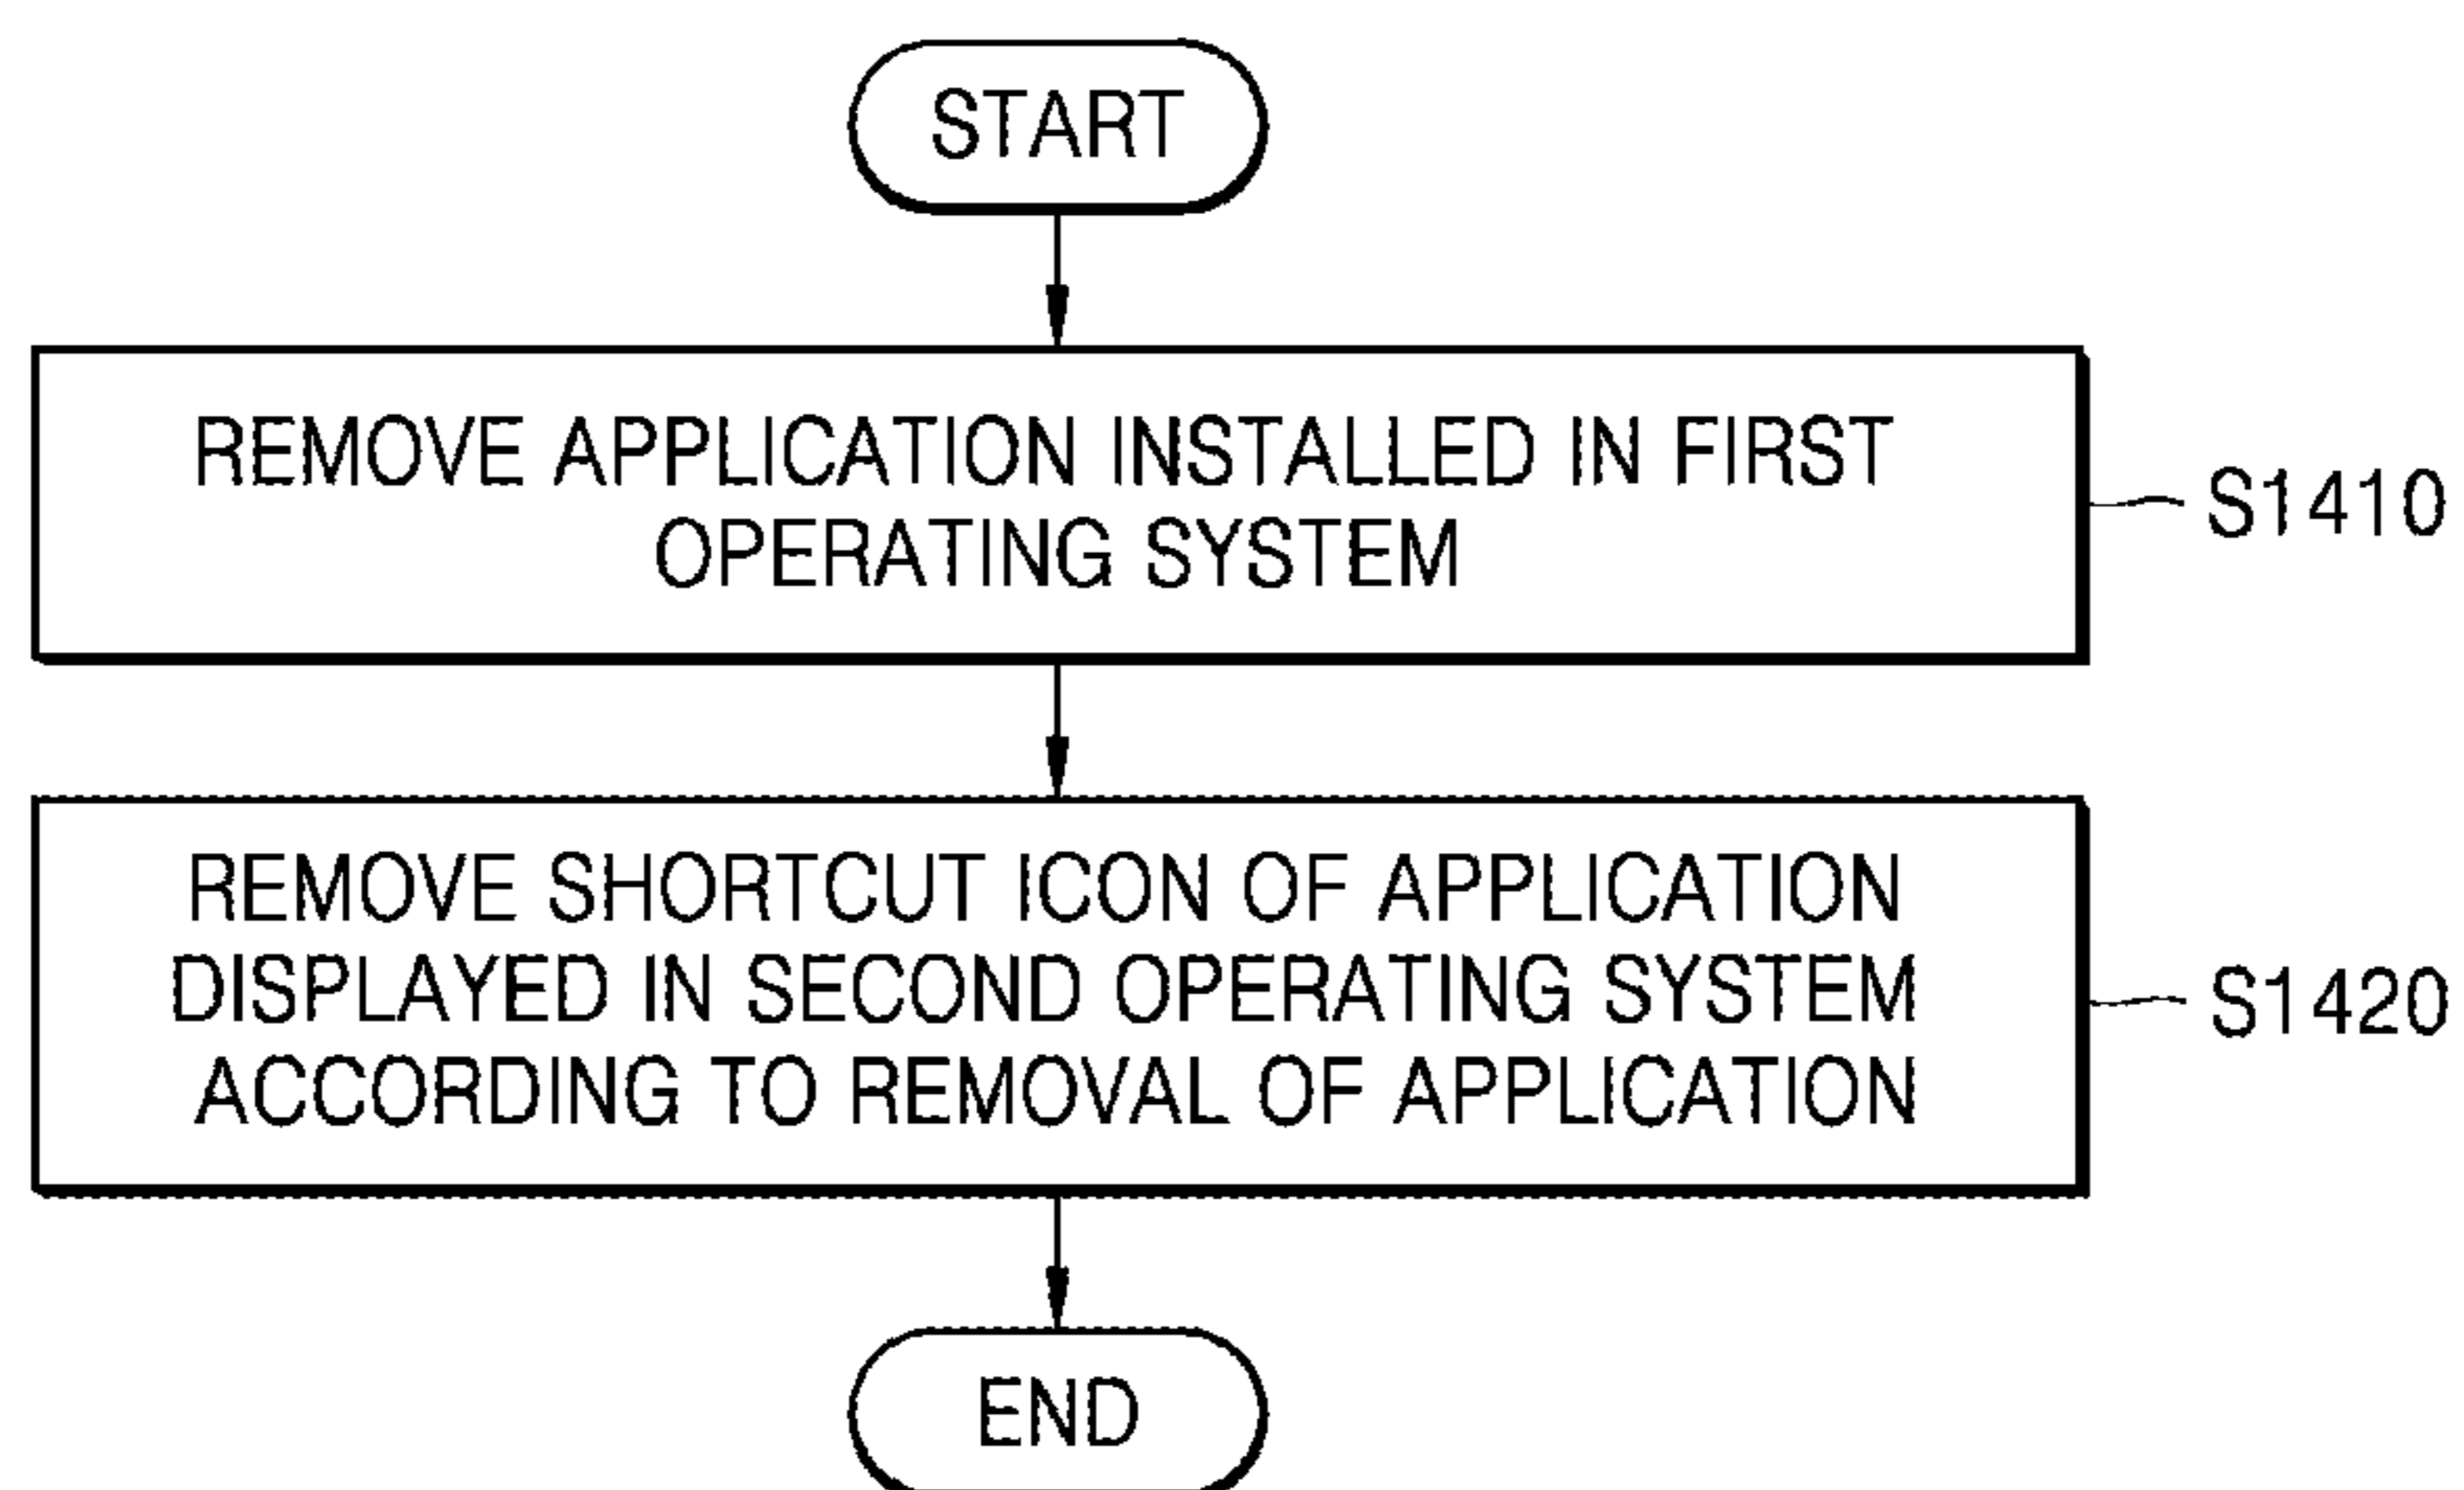 START
REMOVE APPLICATION INSTALLED IN FIRST
OPERATING SYSTEM
S1410
REMOVE SHORTCUT ICON OF APPLICATION
DISPLAYED IN SECOND OPERATING SYSTEM
ACCORDING TO REMOVAL OF APPLICATION
S1420
END